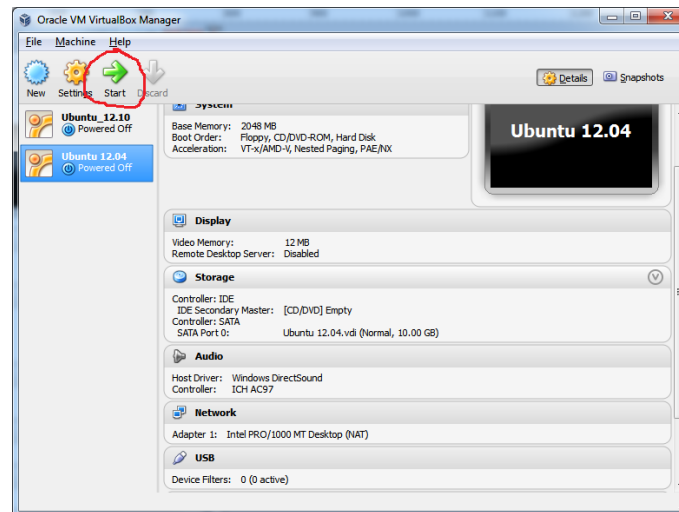 Oracle VM VirtualBox Manager
File Machine Help
New Settings Start Discard
Details Snapshots
Ubuntu_12.10
Powered Off
Ubuntu 12.04
Powered Off
System
Base Memory: 2048 MB
Boot Order: Floppy, CD/DVD-ROM, Hard Disk
Acceleration: VT-x/AMD-V, Nested Paging, PAE/NX
Ubuntu 12.04
Display
Video Memory: 12 MB
Remote Desktop Server: Disabled
Storage
Controller: IDE
IDE Secondary Master: [CD/DVD] Empty
Controller: SATA
SATA Port 0: Ubuntu 12.04.vdi (Normal, 10.00 GB)
Audio
Host Driver: Windows DirectSound
Controller: ICH AC97
Network
Adapter 1: Intel PRO/1000 MT Desktop (NAT)
USB
Device Filters: 0 (0 active)